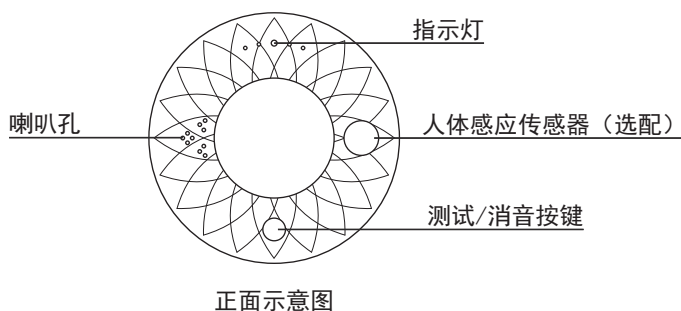 指示灯
喇叭孔
人体感应传感器（选配）
测试/消音按键
正面示意图